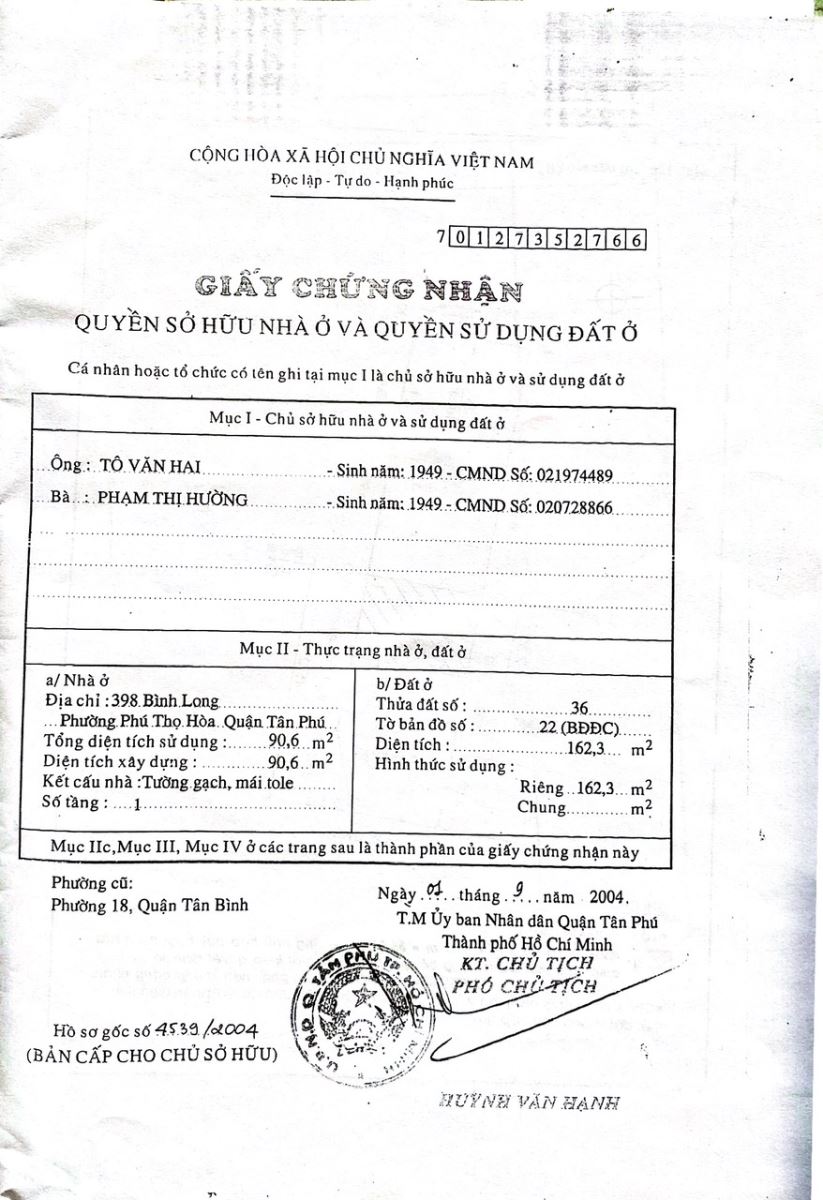 CỘNG HÒA XÃ HỘI CHỦ NGHĨA VIỆT NAM
Độc lập - Tự do - Hạnh phúc
7 0 1 2 7 3 5 2 7 6 6
GIẤY CHỨNG NHẬN
QUYỀN SỞ HỮU NHÀ Ở VÀ QUYỀN SỬ DỤNG ĐẤT Ở
Cá nhân hoặc tổ chức có tên ghi tại mục I là chủ sở hữu nhà ở và sử dụng đất ở
Mục I - Chủ sở hữu nhà ở và sử dụng đất ở
Ông : TÔ VĂN HAI - Sinh năm: 1949 - CMND Số: 021974489
Bà : PHẠM THỊ HƯỜNG - Sinh năm: 1949 - CMND Số: 020728866
Mục II - Thực trạng nhà ở, đất ở
a/ Nhà ở
Địa chỉ : 398 Bình Long
Phường Phú Thọ Hòa Quận Tân Phú
Tổng diện tích sử dụng : 90,6 m2
Diện tích xây dựng : 90,6 m2
Kết cấu nhà : Tường gạch, mái tole
Số tầng : 1
b/ Đất ở
Thửa đất số : 36
Tờ bản đồ số : 22 (BĐĐC)
Diện tích : 162,3 m2
Hình thức sử dụng :
Riêng 162,3 m2
Chung m2
Mục IIc, Mục III, Mục IV ở các trang sau là thành phần của giấy chứng nhận này
Phường cũ:
Phường 18, Quận Tân Bình
Ngày 01 tháng 9 năm 2004.
T.M Ủy ban Nhân dân Quận Tân Phú
Thành phố Hồ Chí Minh
KT. CHỦ TỊCH
PHÓ CHỦ TỊCH
U.B.N.D Q. TÂN PHÚ TP. HỒ CHÍ MINH
Hồ sơ gốc số 4539/2004
(BẢN CẤP CHO CHỦ SỞ HỮU)
HUỲNH VĂN HẠNH